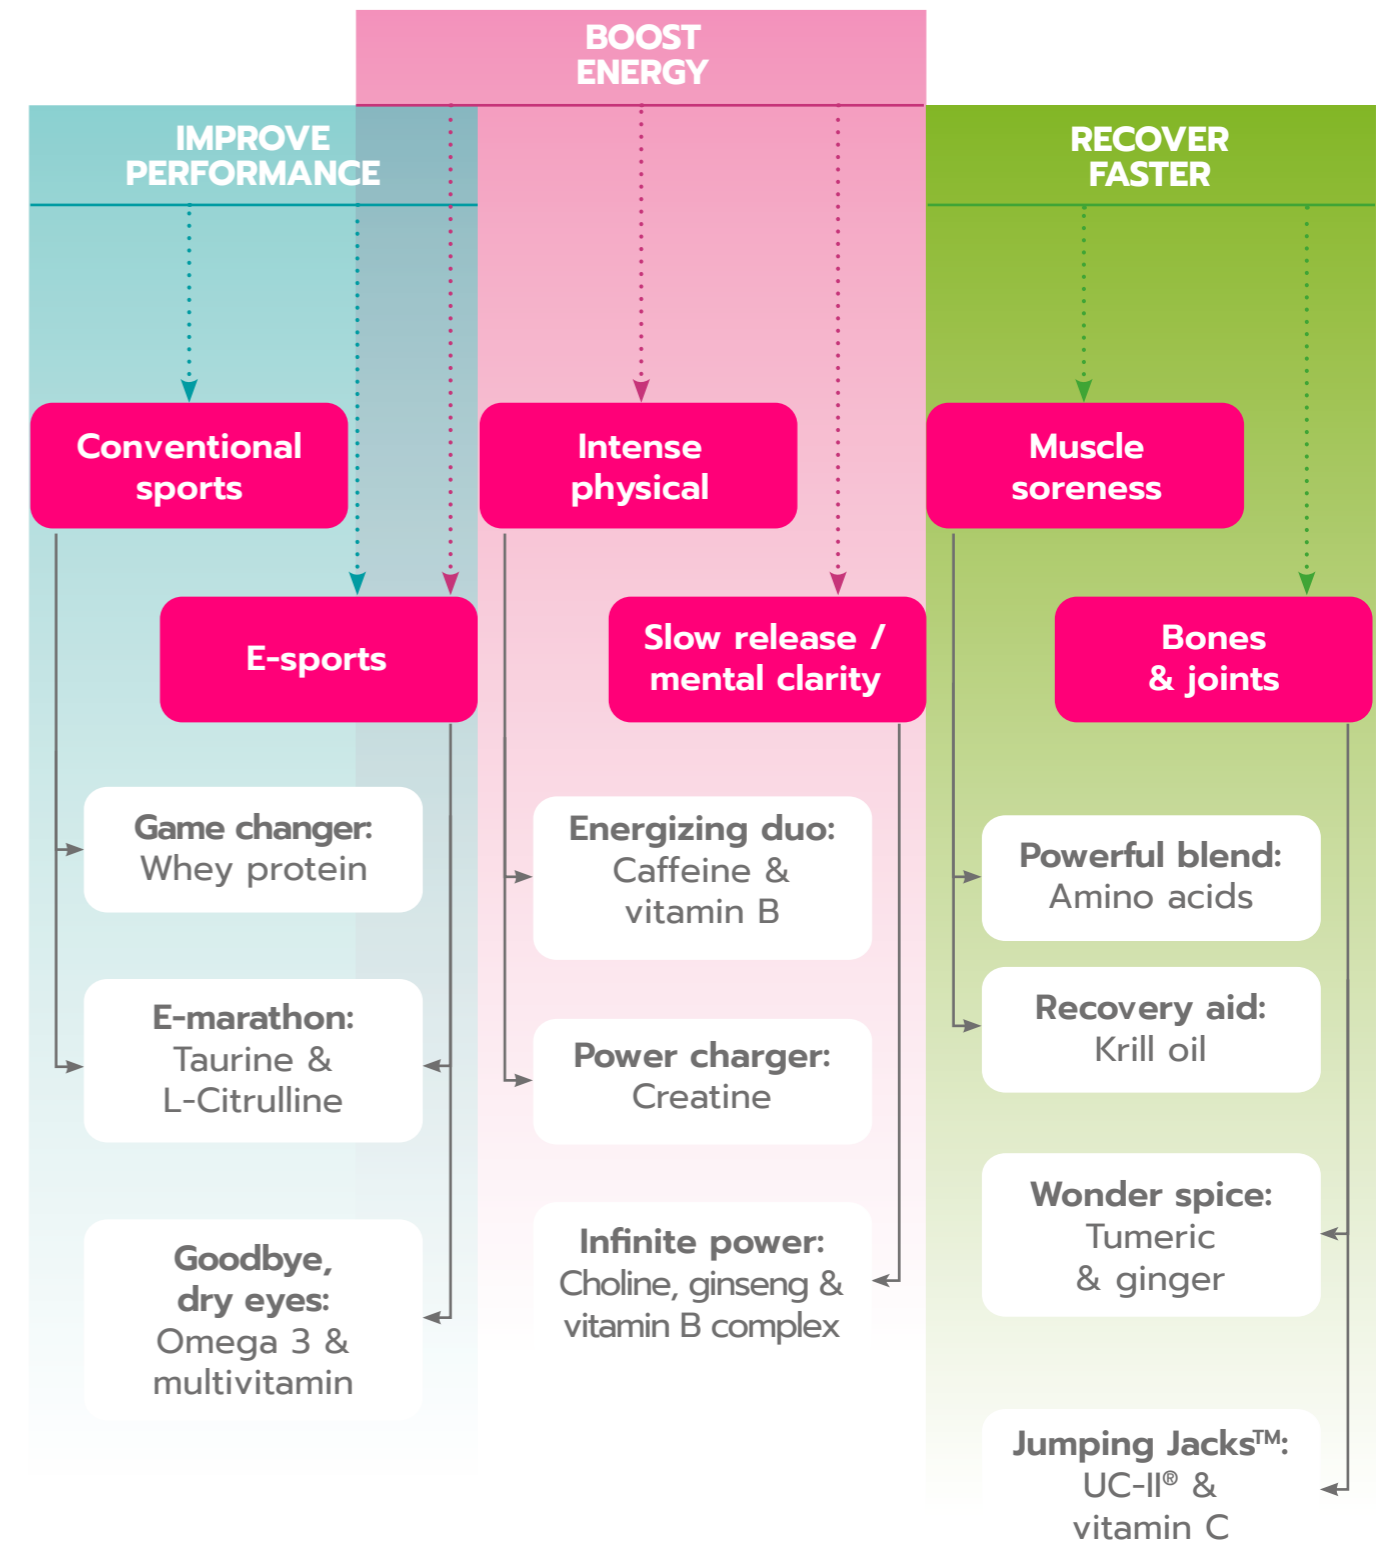 BOOST
ENERGY
IMPROVE
PERFORMANCE
RECOVER
FASTER
Conventional
sports
Intense
physical
Muscle
soreness
E-sports
Slow release /
mental clarity
Bones
& joints
Game changer:
Whey protein
E-marathon:
Taurine &
L-Citrulline
Goodbye,
dry eyes:
Omega 3 &
multivitamin
Energizing duo:
Caffeine &
vitamin B
Power charger:
Creatine
Infinite power:
Choline, ginseng &
vitamin B complex
Powerful blend:
Amino acids
Recovery aid:
Krill oil
Wonder spice:
Tumeric
& ginger
Jumping Jacks™:
UC-II® &
vitamin C